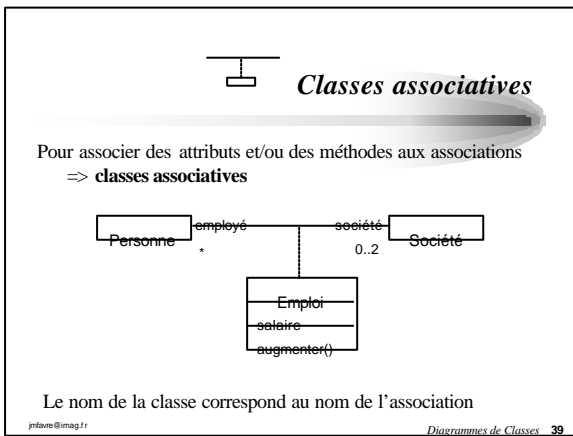 Classes associatives
Pour associer des attributs et/ou des méthodes aux associations
=> classes associatives
employé
société
Personne
Société
*
0..2
Emploi
salaire
augmenter()
Le nom de la classe correspond au nom de l'association
jmfavre@imag.fr
Diagrammes de Classes 39